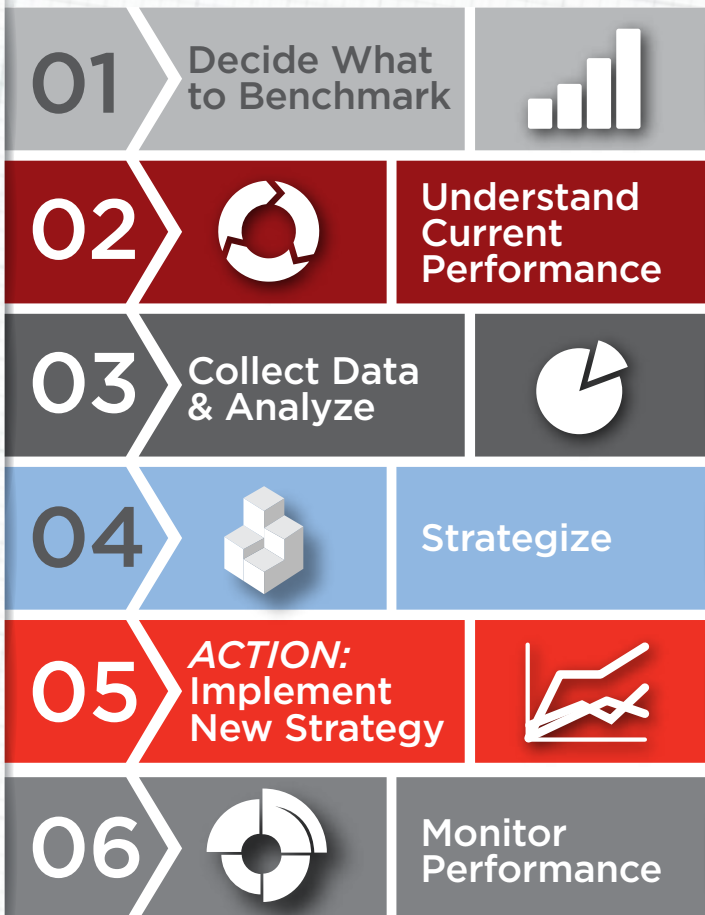 01
Decide What
to Benchmark
02
Understand
Current
Performance
03
Collect Data
& Analyze
04
Strategize
05
ACTION:
Implement
New Strategy
06
Monitor
Performance